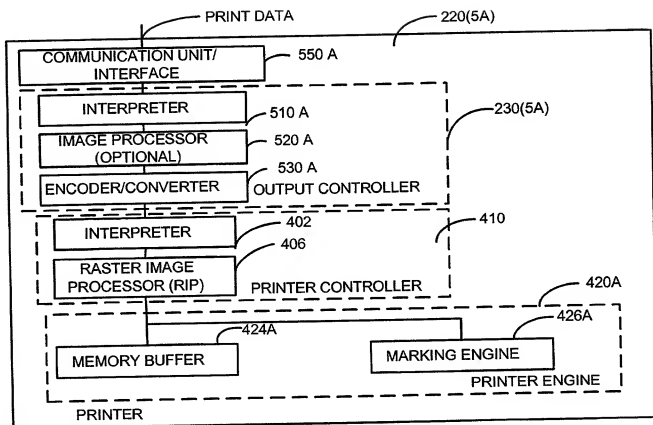 PRINT DATA
220(5A)
COMMUNICATION UNIT/
INTERFACE
550 A
INTERPRETER
510 A
230(5A)
IMAGE PROCESSOR
(OPTIONAL)
520 A
530 A
ENCODER/CONVERTER
OUTPUT CONTROLLER
INTERPRETER
402
410
406
RASTER IMAGE
PROCESSOR (RIP)
PRINTER CONTROLLER
420A
424A
426A
MEMORY BUFFER
MARKING ENGINE
PRINTER ENGINE
PRINTER